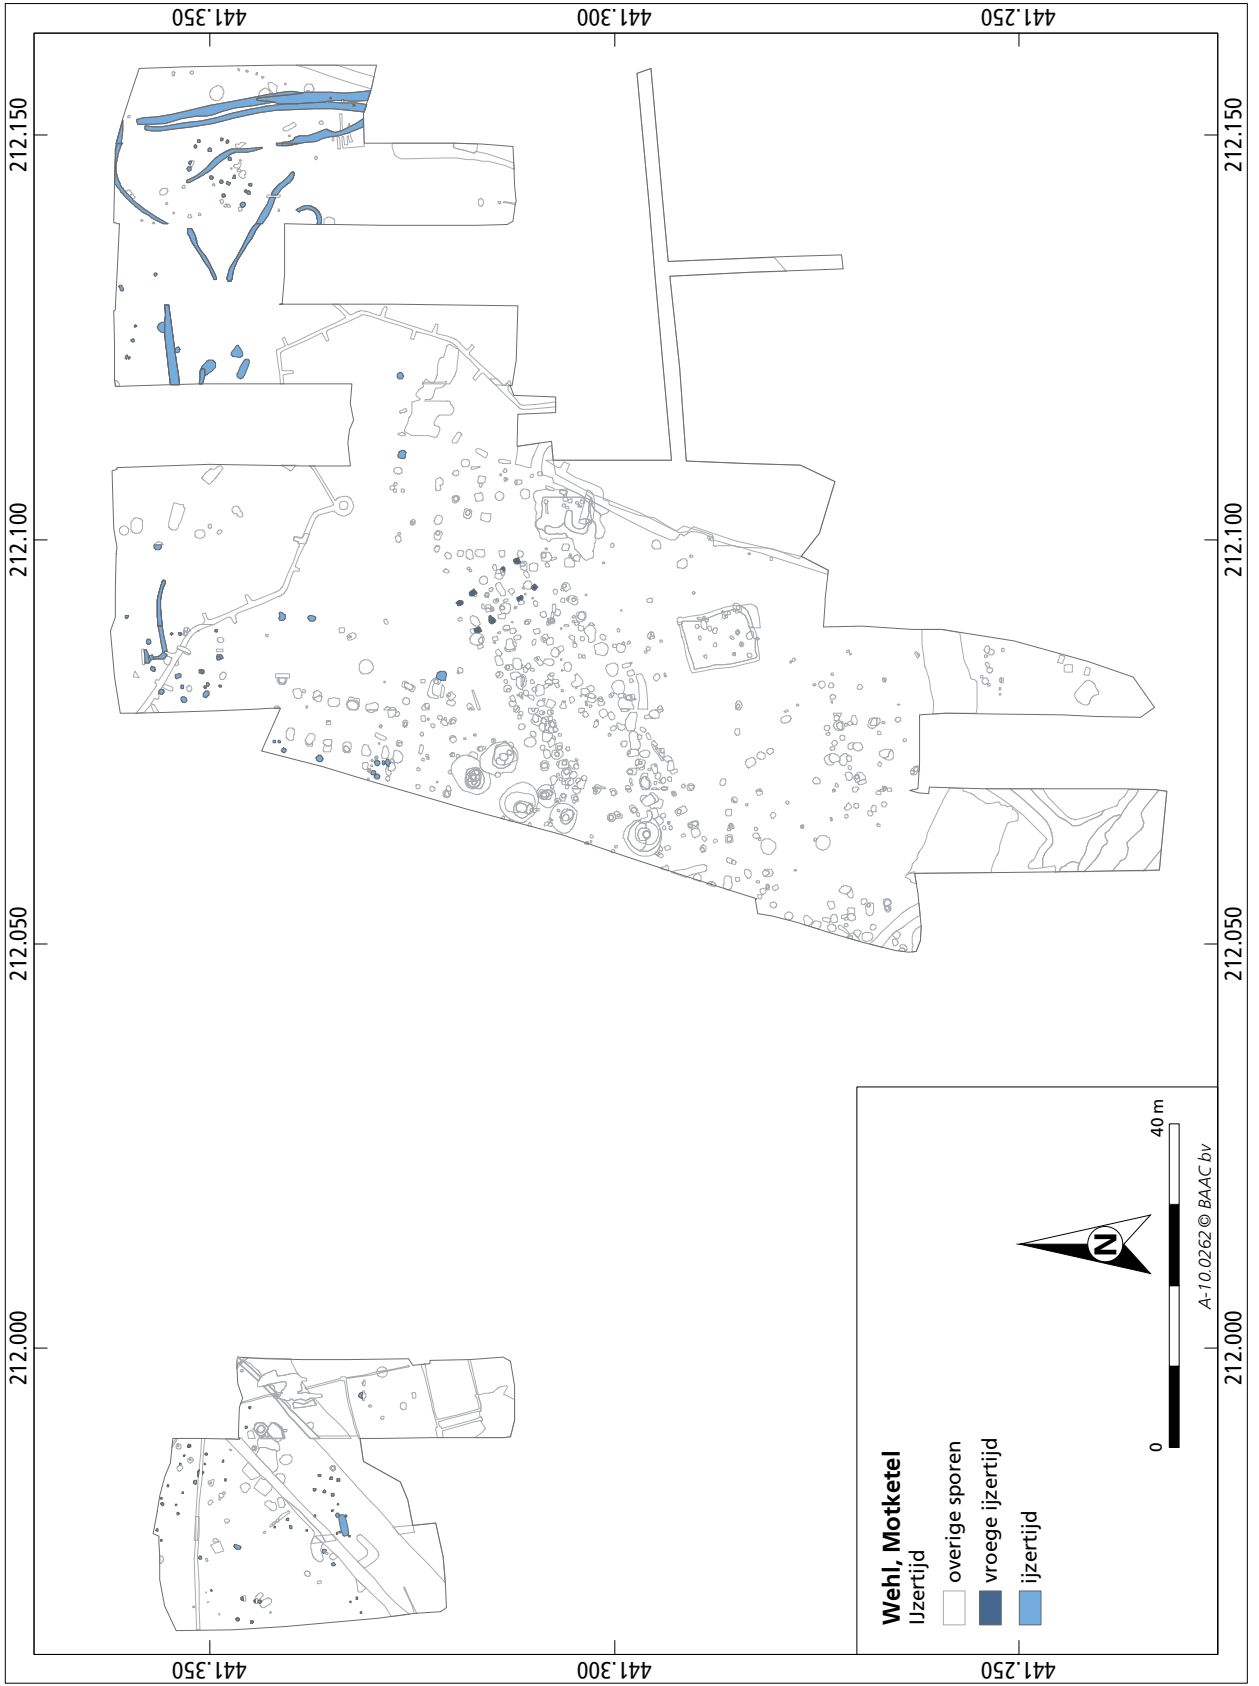 441.350
441.300
441.250
212.150
212.150
212.100
212.100
212.050
212.050
212.000
212.000
441.350
441.300
441.250
Wehl, Motketel
IJzertijd
overige sporen
vroege ijzertijd
ijzertijd
N
0 40 m
A-10.0262 © BAAC bv